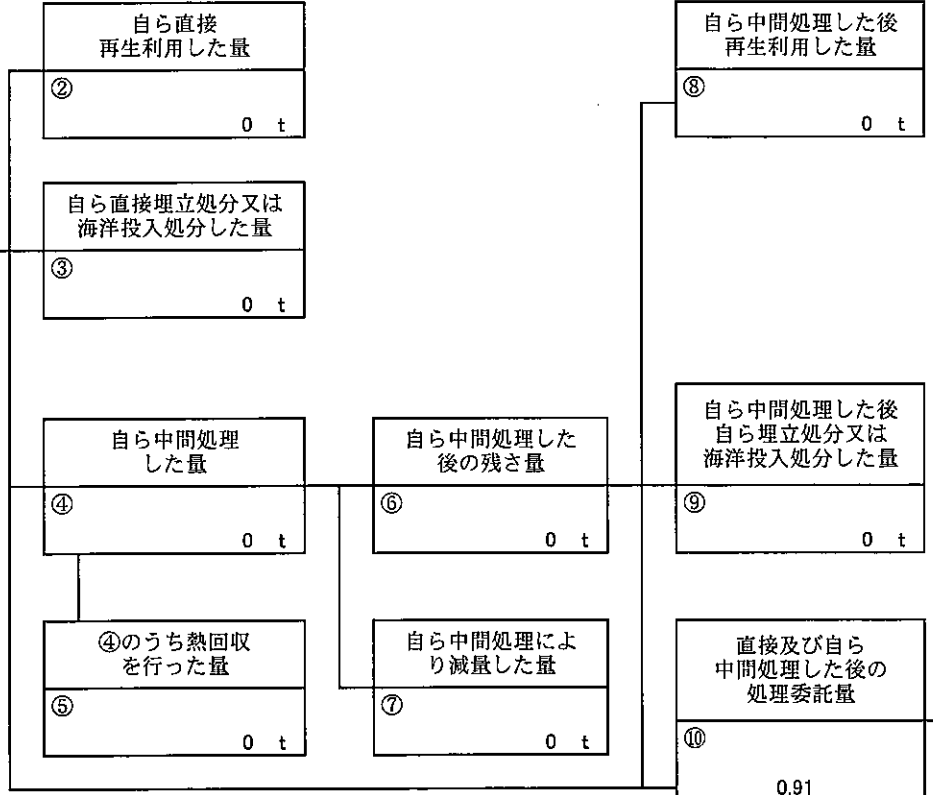 自ら直接
再生利用した量
②
0 t
自ら中間処理した後
再生利用した量
⑧
0 t
自ら直接埋立処分又は
海洋投入処分した量
③
0 t
自ら中間処理
した量
④
0 t
自ら中間処理した
後の残さ量
⑥
0 t
自ら中間処理した後
自ら埋立処分又は
海洋投入処分した量
⑨
0 t
④のうち熱回収
を行った量
⑤
0 t
自ら中間処理によ
り減量した量
⑦
0 t
直接及び自ら
中間処理した後の
処理委託量
⑩
0.91